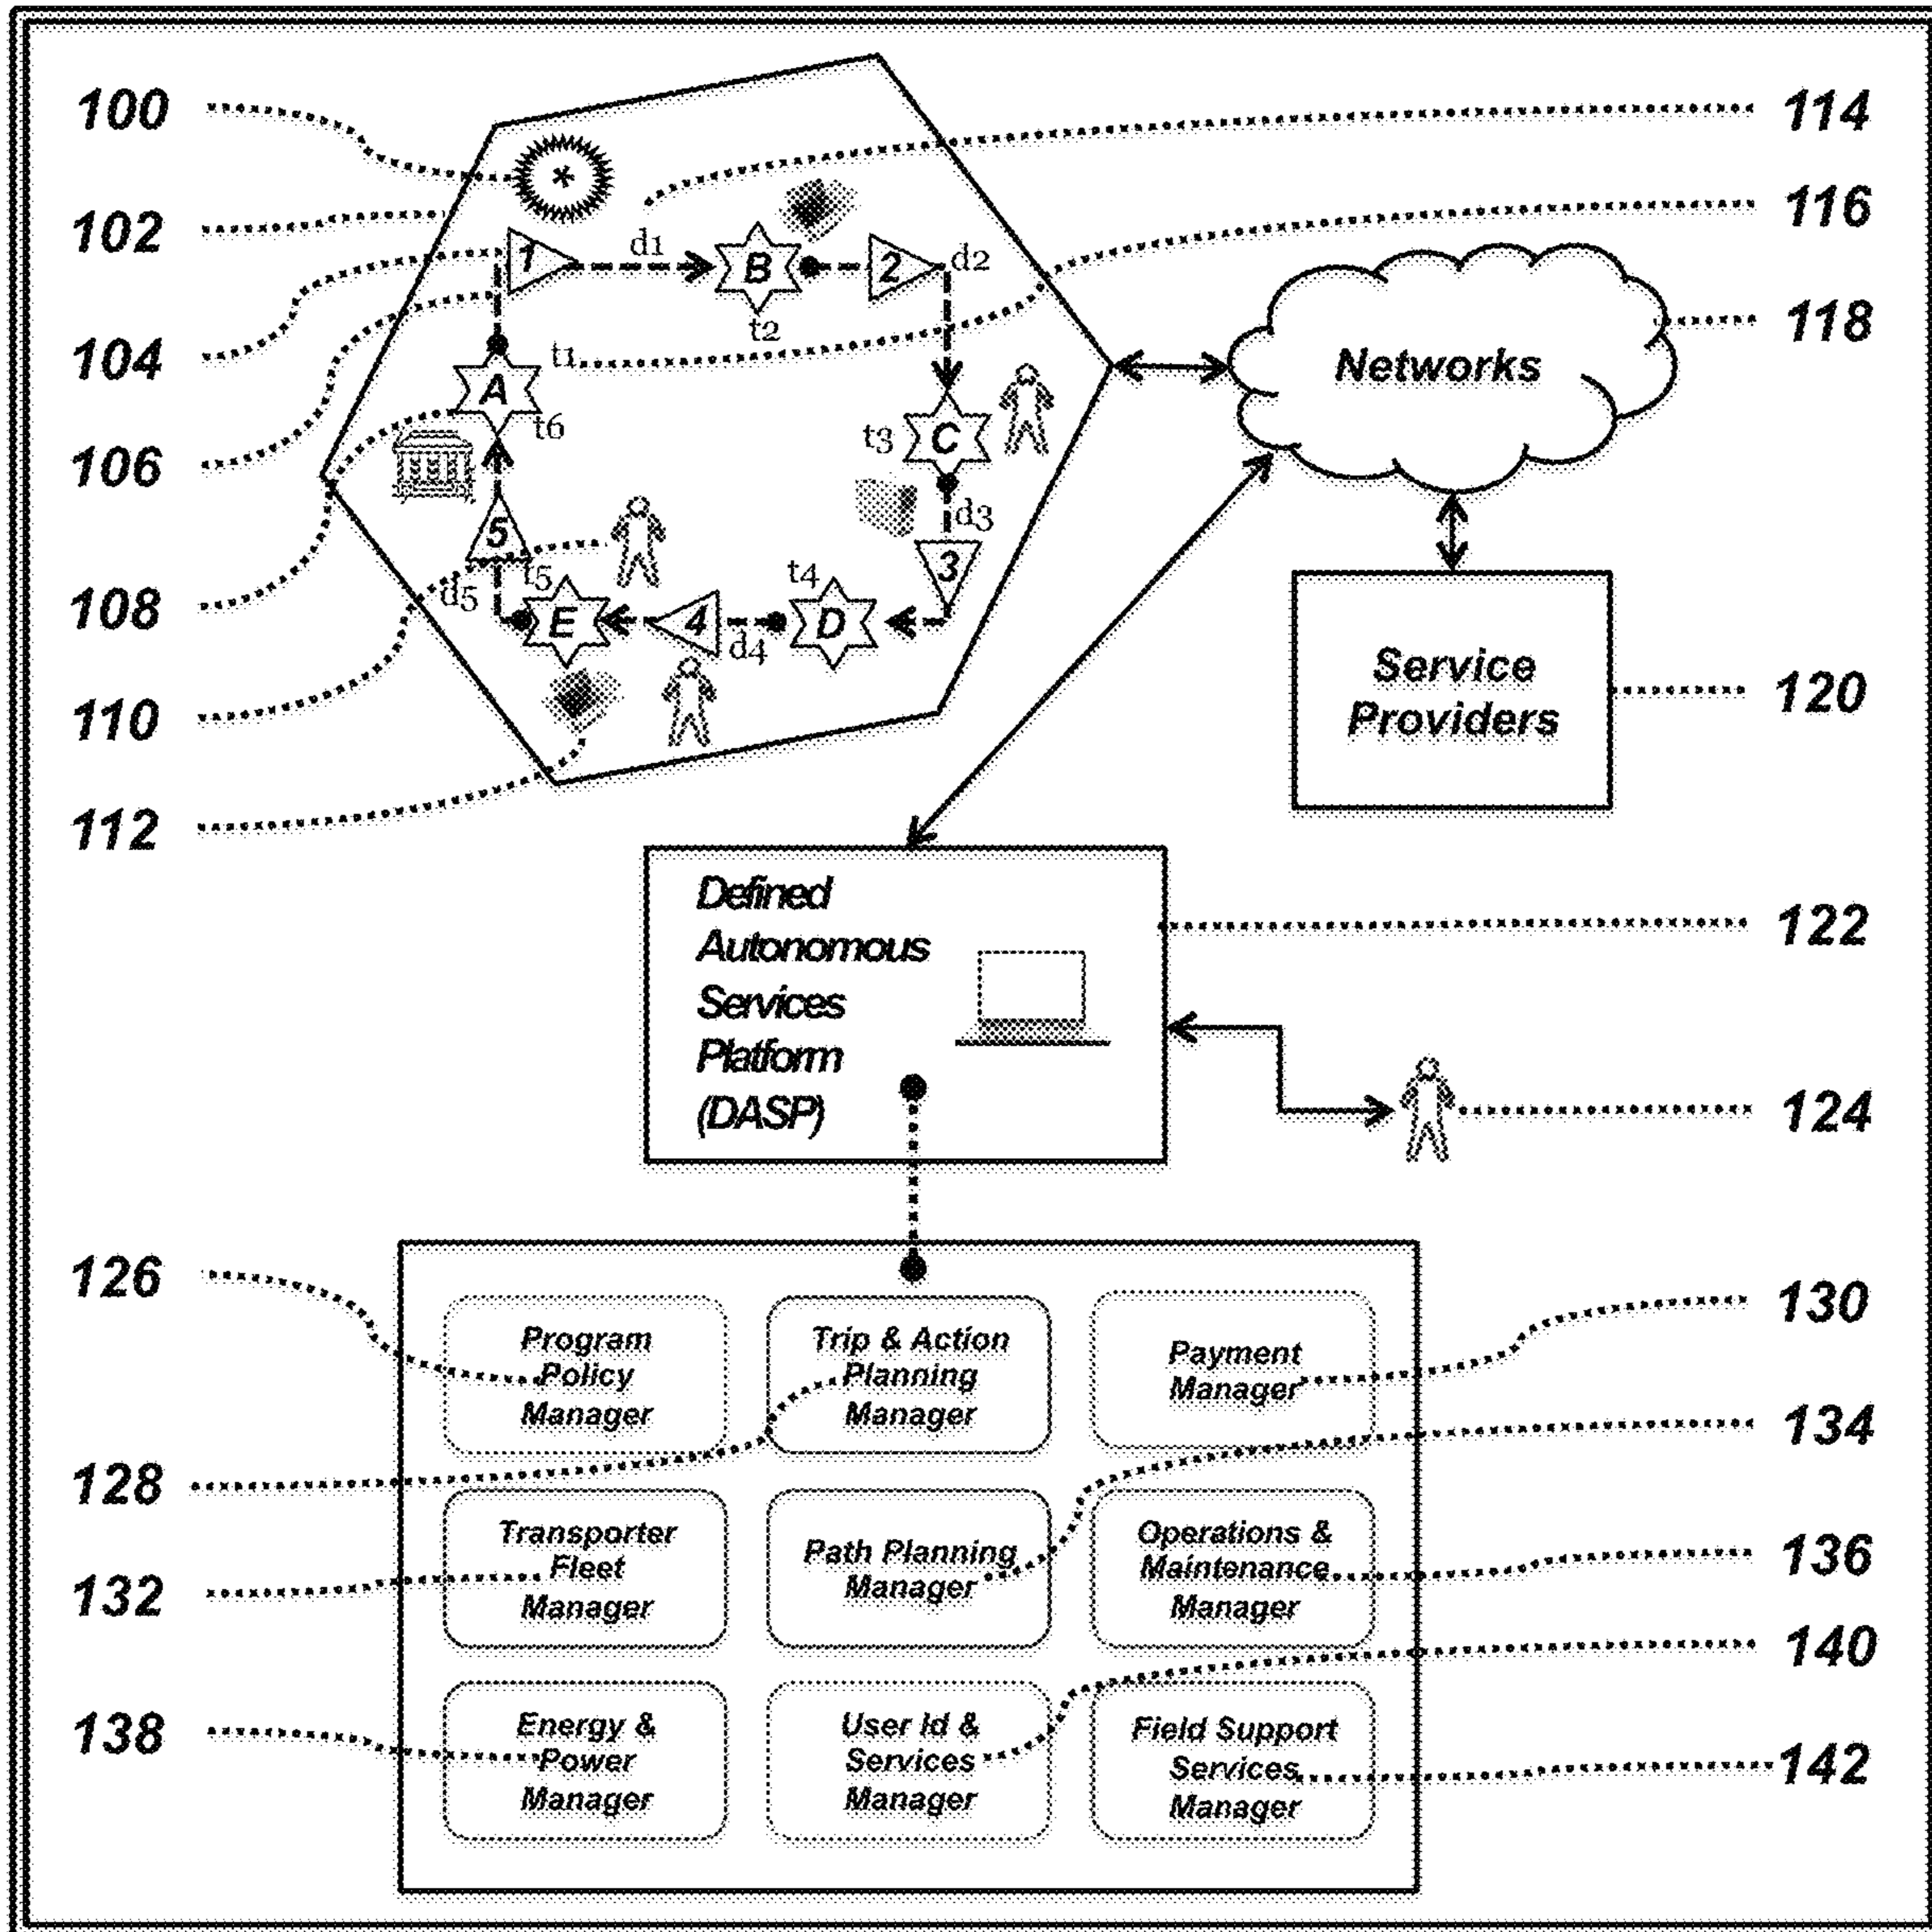 100
114
*
102
116
1
d1
B
2
d2
t2
104
118
Networks
t1
A
t6
C
t3
106
d3
5
3
108
t5
t4
d5
E
4
d4
D
110
Service
Providers
120
112
Defined
Autonomous
Services
Platform
(DASP)
122
124
126
130
Program
Policy
Manager
Trip & Action
Planning
Manager
Payment
Manager
134
128
Transporter
Fleet
Manager
Path Planning
Manager
Operations &
Maintenance
Manager
132
136
140
138
Energy &
Power
Manager
User Id &
Services
Manager
Field Support
Services
Manager
142